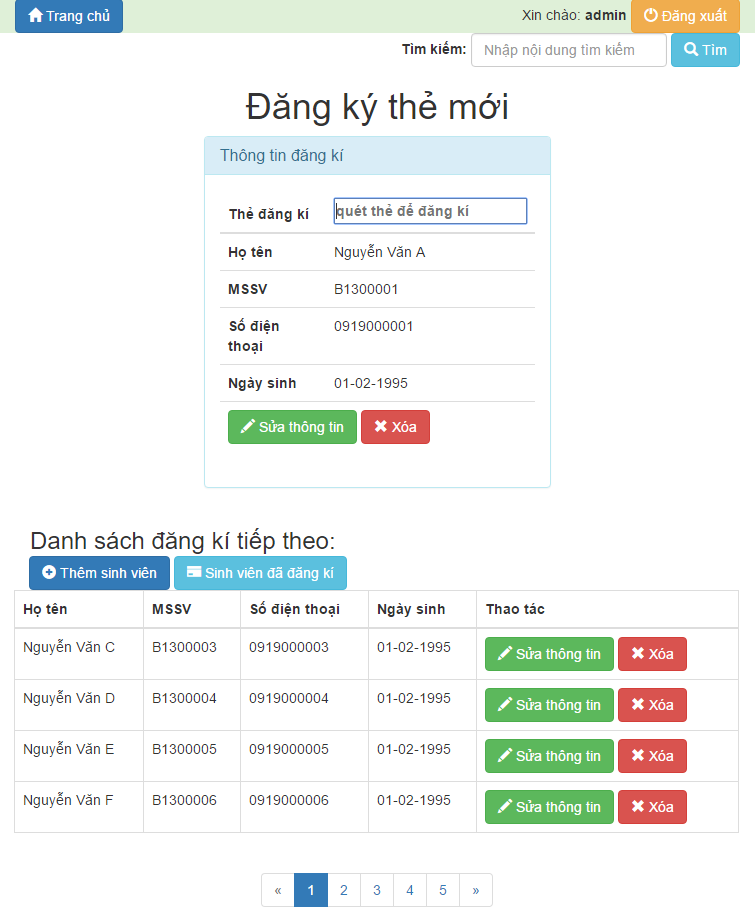 Trang chủ Xin chào: admin Đăng xuất
Tìm kiếm: Nhập nội dung tìm kiếm Tìm
Đăng ký thẻ mới
Thông tin đăng kí
Thẻ đăng kí quét thẻ để đăng kí
Họ tên Nguyễn Văn A
MSSV B1300001
Số điện 0919000001
thoại
Ngày sinh 01-02-1995
Sửa thông tin Xóa
Danh sách đăng kí tiếp theo:
Thêm sinh viên Sinh viên đã đăng kí
Họ tên MSSV Số điện thoại Ngày sinh Thao tác
Nguyễn Văn C B1300003 0919000003 01-02-1995 Sửa thông tin Xóa
Nguyễn Văn D B1300004 0919000004 01-02-1995 Sửa thông tin Xóa
Nguyễn Văn E B1300005 0919000005 01-02-1995 Sửa thông tin Xóa
Nguyễn Văn F B1300006 0919000006 01-02-1995 Sửa thông tin Xóa
« 1 2 3 4 5 »